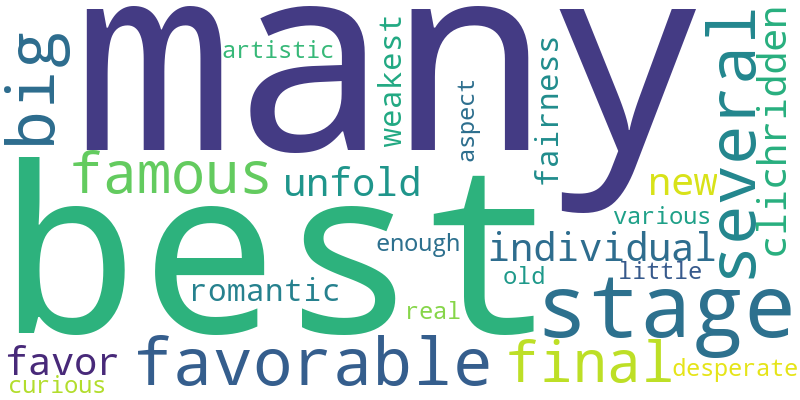 many
big
artistic
weakest
aspect
fairness
several
clichridden
famous
unfold
new
best
various
enough
individual
little
old
romantic
real
stage
favor
favorable
final
desperate
curious